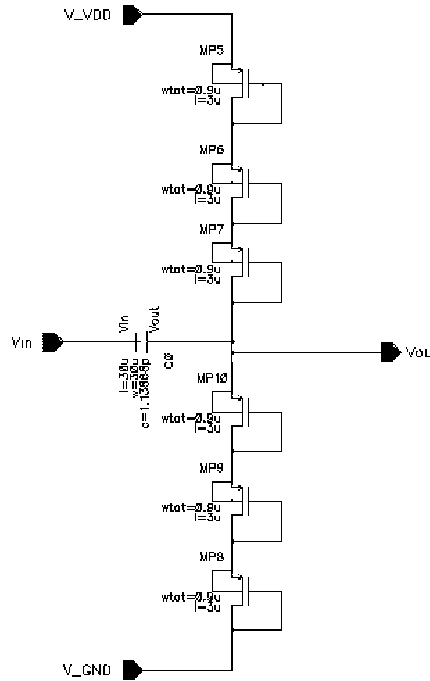 V_VDD
MP5
wtot=0.9u
l=3u
MP6
wtot=0.9u
l=3u
MP7
wtot=0.9u
l=3u
Vin
Vin
Vout
l=30u
w=30u
c=1.13868p
C0
Vou
MP10
wtot=0.9u
l=3u
MP9
wtot=0.9u
l=3u
MP8
wtot=0.9u
l=3u
V_GND